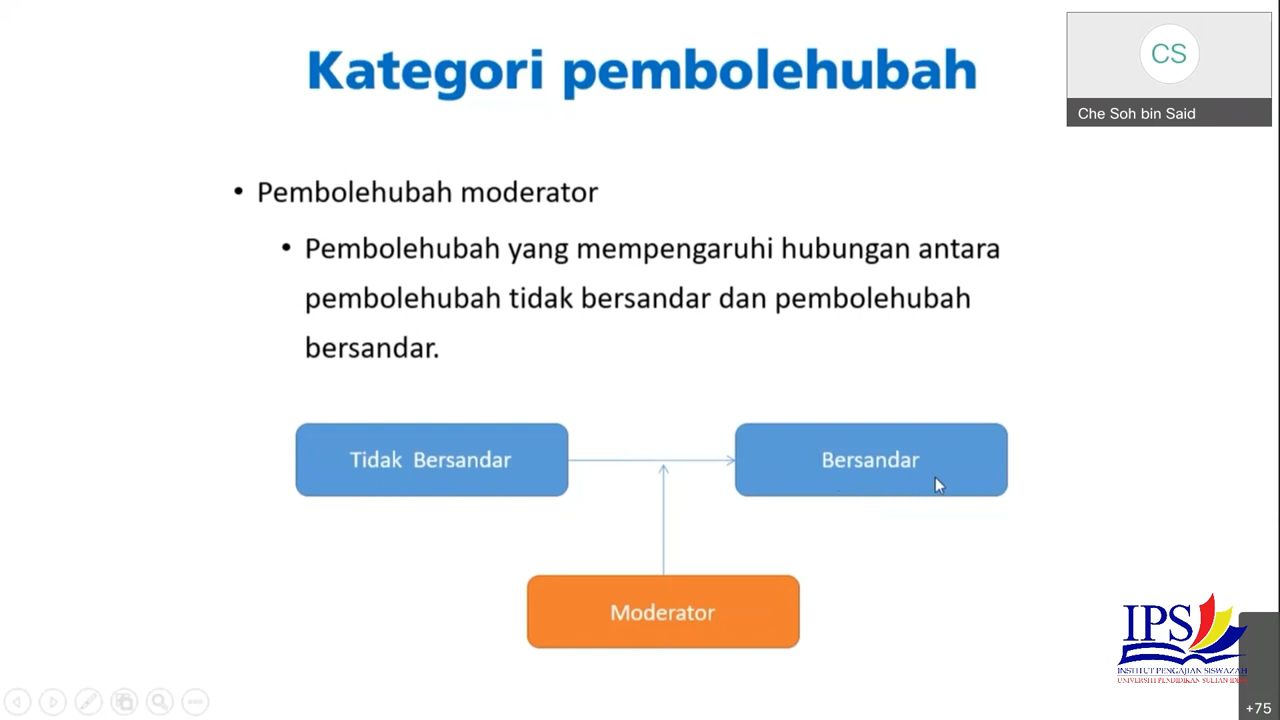 Kategori pembolehubah
CS
Che Soh bin Said
• Pembolehubah moderator
• Pembolehubah yang mempengaruhi hubungan antara
pembolehubah tidak bersandar dan pembolehubah
bersandar.
Tidak Bersandar
Bersandar
Moderator
IPS
INSTITUT PENGAJIAN SISWAZAH
UNIVERSITI PENDIDIKAN SULTAN
+75